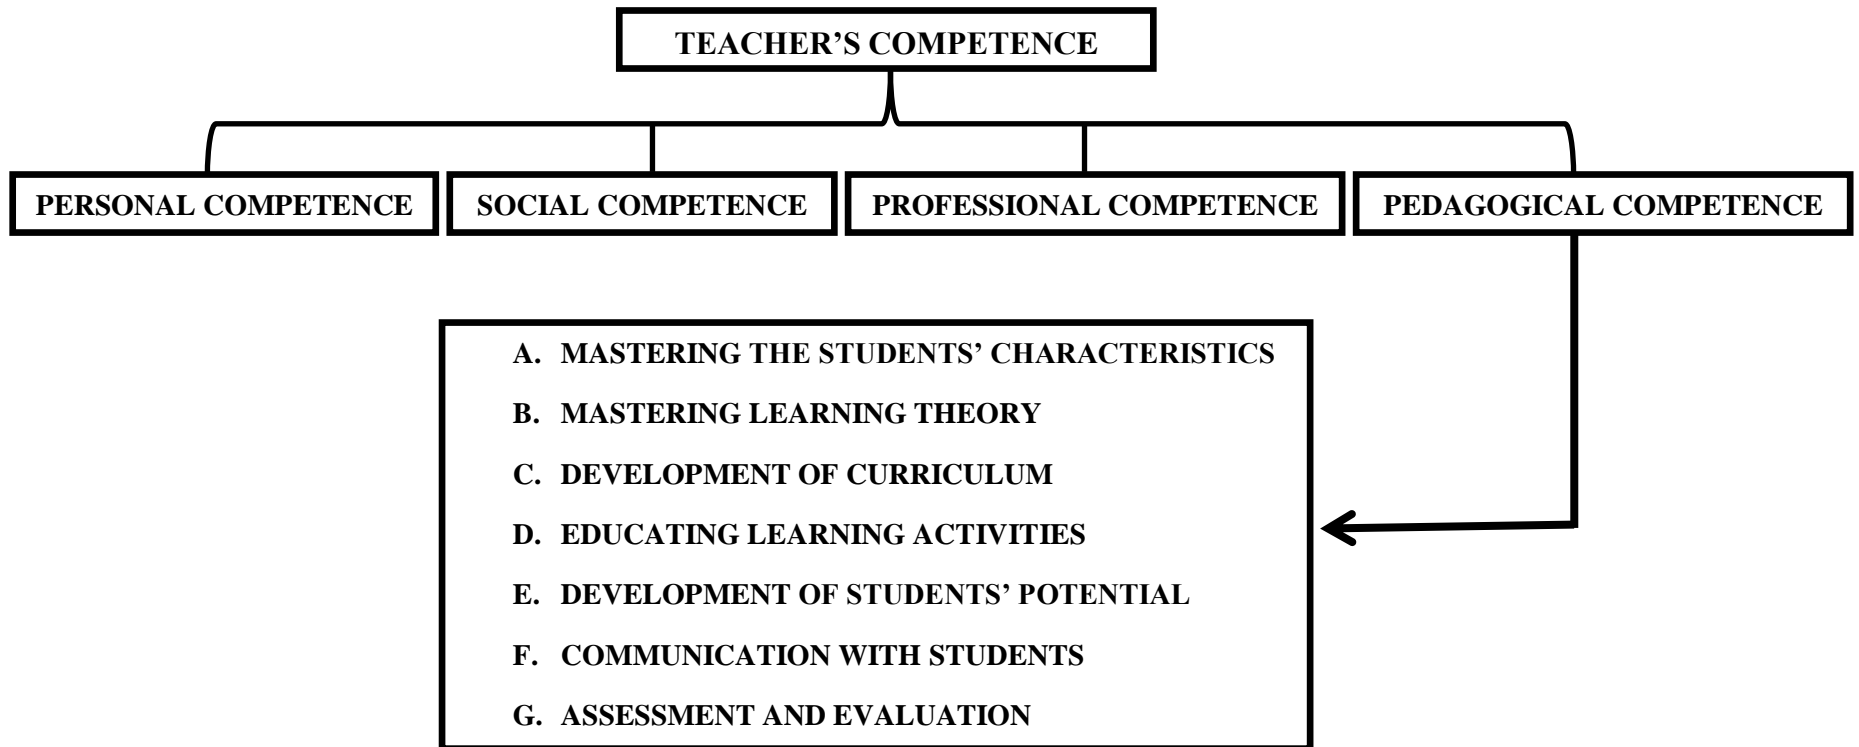 TEACHER’S COMPETENCE
PERSONAL COMPETENCE
SOCIAL COMPETENCE
PROFESSIONAL COMPETENCE
PEDAGOGICAL COMPETENCE
A. MASTERING THE STUDENTS’ CHARACTERISTICS
B. MASTERING LEARNING THEORY
C. DEVELOPMENT OF CURRICULUM
D. EDUCATING LEARNING ACTIVITIES
E. DEVELOPMENT OF STUDENTS’ POTENTIAL
F. COMMUNICATION WITH STUDENTS
G. ASSESSMENT AND EVALUATION